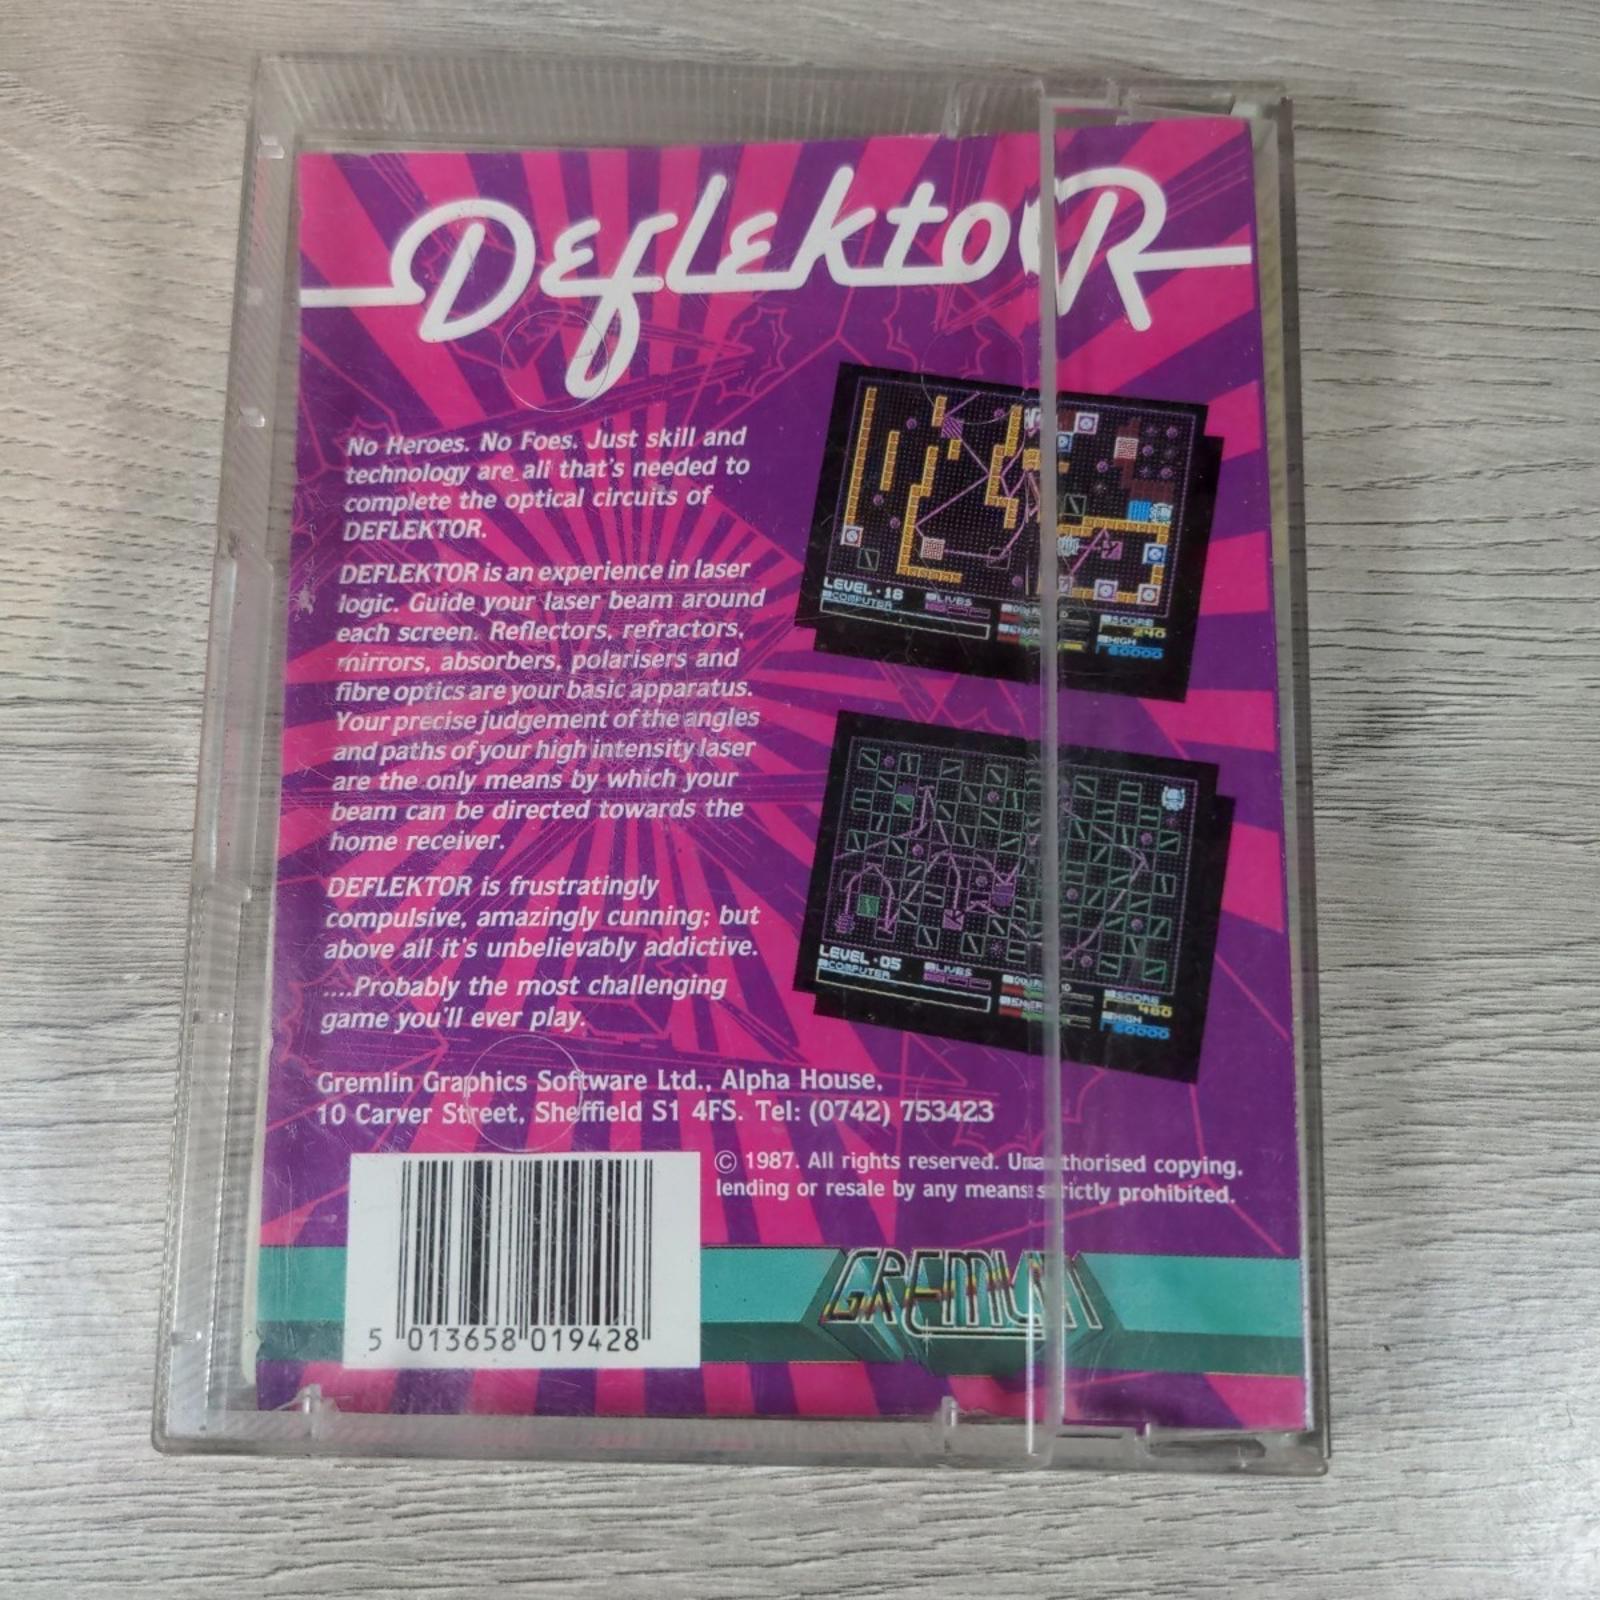 DEFLEKTOR
No Heroes. No Foes. Just skill and
technology are all that's needed to
complete the optical circuits of
DEFLEKTOR.
DEFLEKTOR is an experience in laser
logic. Guide your laser beam around
each screen. Reflectors, refractors,
mirrors, absorbers, polarisers and
fibre optics are your basic apparatus.
Your precise judgement of the angles
and paths of your high intensity laser
are the only means by which your
beam can be directed towards the
home receiver.
DEFLEKTOR is frustratingly
compulsive, amazingly cunning; but
above all it's unbelievably addictive.
....Probably the most challenging
game you'll ever play.
LEVEL·18
COMPUTER
LIVES
SCORE
240
HIGH
60000
LEVEL·05
COMPUTER
LIVES
SCORE
480
HIGH
60000
Gremlin Graphics Software Ltd., Alpha House,
10 Carver Street, Sheffield S1 4FS. Tel: (0742) 753423
© 1987. All rights reserved. Unauthorised copying,
lending or resale by any means strictly prohibited.
GREMLIN
5 013658 019428